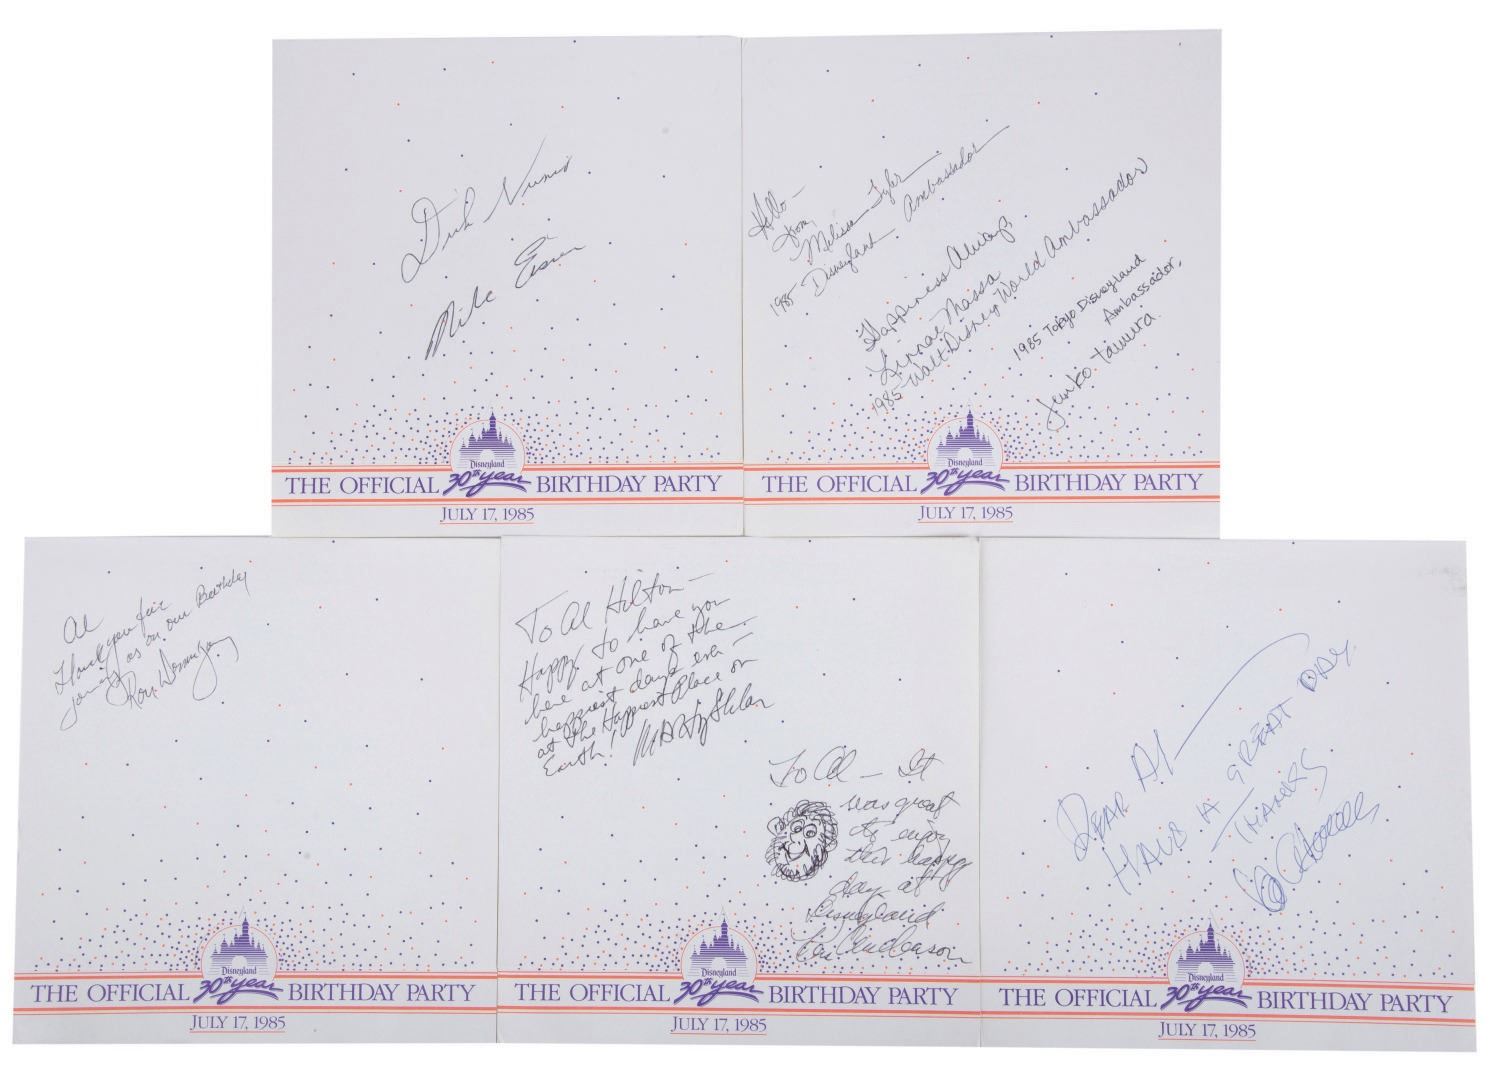 Dick Nunis
Mike Eisner
Disneyland
THE OFFICIAL 30th year BIRTHDAY PARTY
JULY 17, 1985
Hello -
from,
Melissa Tyler
1985 Disneyland Ambassador
Happiness Always,
Linnae Massa
1985 Walt Disney World Ambassador
1985 Tokyo Disneyland
Ambassador,
Junko Tamura.
Disneyland
THE OFFICIAL 30th year BIRTHDAY PARTY
JULY 17, 1985
Al
Thank you for
joining us on our Birthday
Ron Dominguez
Disneyland
THE OFFICIAL 30th year BIRTHDAY PARTY
JULY 17, 1985
To Al Hilton -
Happy to have you
here at one of the
happiest days ever -
at the Happiest Place on
Earth! Marty Sklar
To Al - It
was great
to enjoy
this happy
day at
Disneyland
Disneyland
THE OFFICIAL 30th year BIRTHDAY PARTY
JULY 17, 1985
DEAR Al
HAVE A GREAT DAY
THANKS
Disneyland
THE OFFICIAL 30th year BIRTHDAY PARTY
JULY 17, 1985